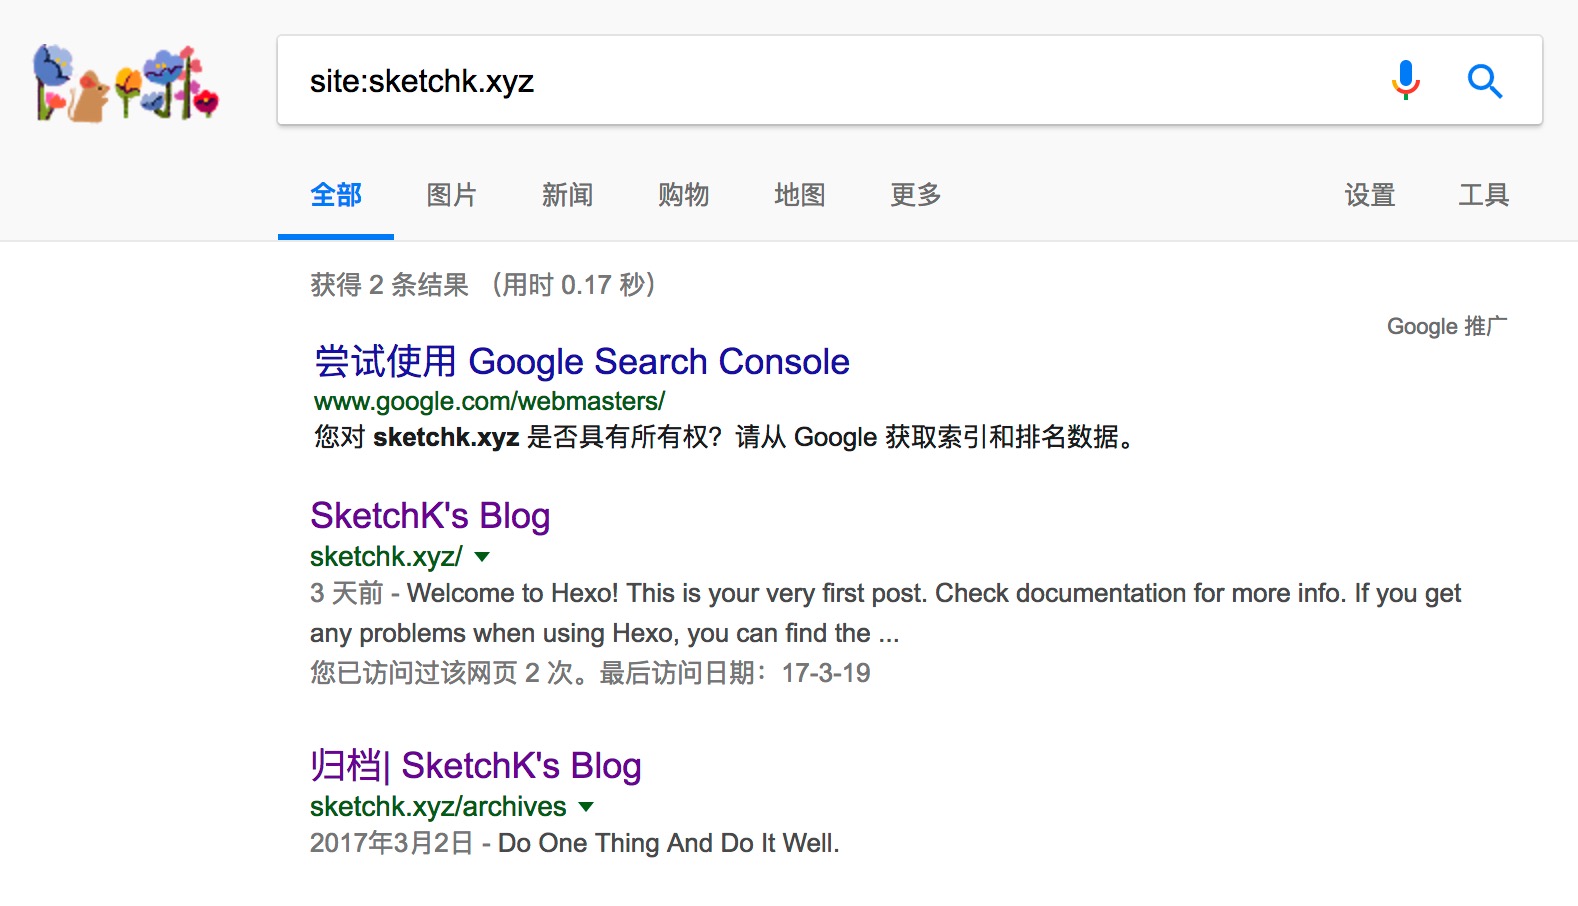 site:sketchk.xyz
全部 图片 新闻 购物 地图 更多 设置 工具
获得 2 条结果 （用时 0.17 秒）
Google 推广
尝试使用 Google Search Console
www.google.com/webmasters/
您对 sketchk.xyz 是否具有所有权？请从 Google 获取索引和排名数据。
SketchK's Blog
sketchk.xyz/
3 天前 - Welcome to Hexo! This is your very first post. Check documentation for more info. If you get
any problems when using Hexo, you can find the ...
您已访问过该网页 2 次。最后访问日期：17-3-19
归档| SketchK's Blog
sketchk.xyz/archives
2017年3月2日 - Do One Thing And Do It Well.